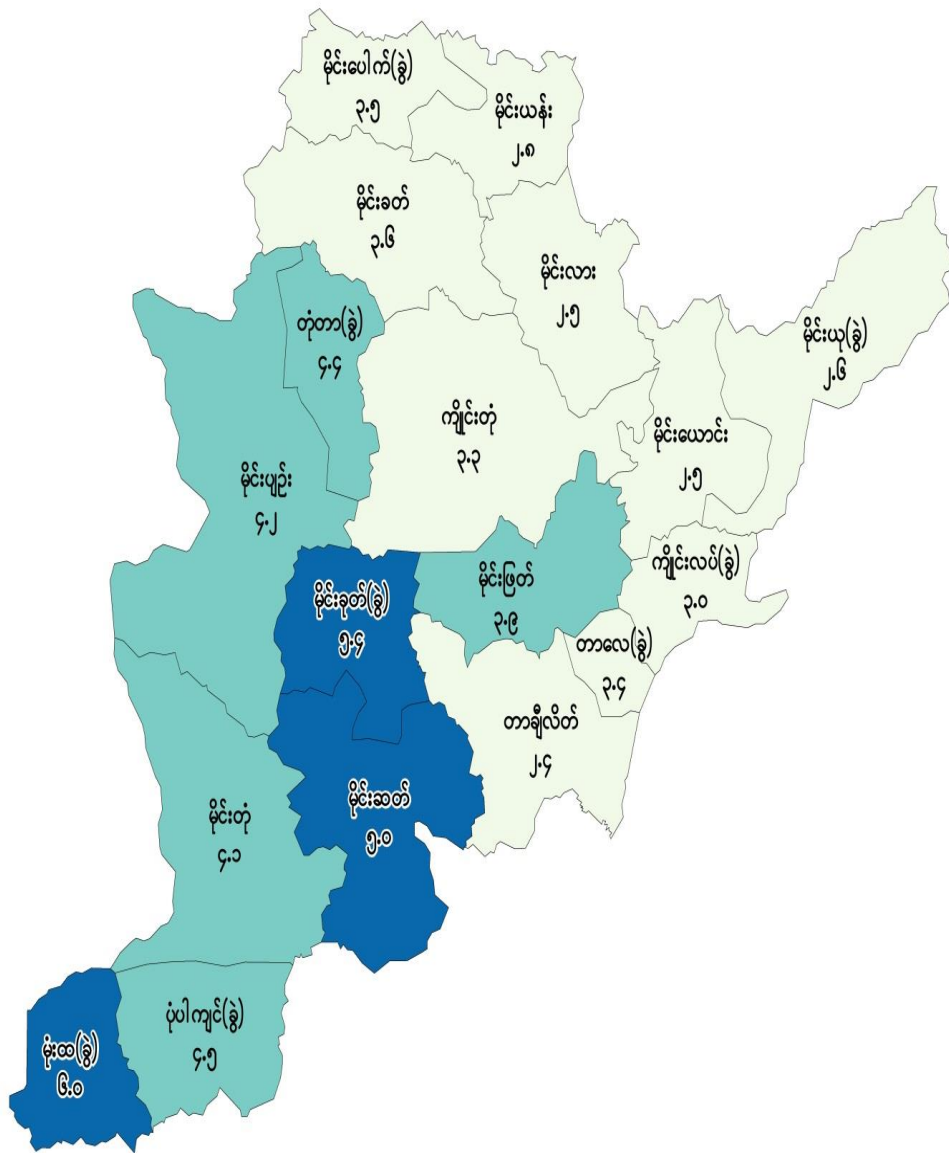 မိုင်းပေါက်(ခွဲ)
၃.၅
မိုင်းယန်း
၂.၈
မိုင်းခတ်
၃.၆
မိုင်းလား
၂.၅
မိုင်းယု(ခွဲ)
၂.၆
တုံတာ(ခွဲ)
၄.၄
ကျိုင်းတုံ
၃.၃
မိုင်းယောင်း
၂.၅
မိုင်းပျဉ်း
၄.၂
မိုင်းဖြတ်
၃.၉
ကျိုင်းလပ်(ခွဲ)
၃.၀
မိုင်းခုတ်(ခွဲ)
၅.၄
တာလေ(ခွဲ)
၃.၄
တာချီလိတ်
၂.၄
မိုင်းဆတ်
၅.၀
မိုင်းတုံ
၄.၁
ပုံပါကျင်(ခွဲ)
၄.၅
မုံးထ(ခွဲ)
၆.၀